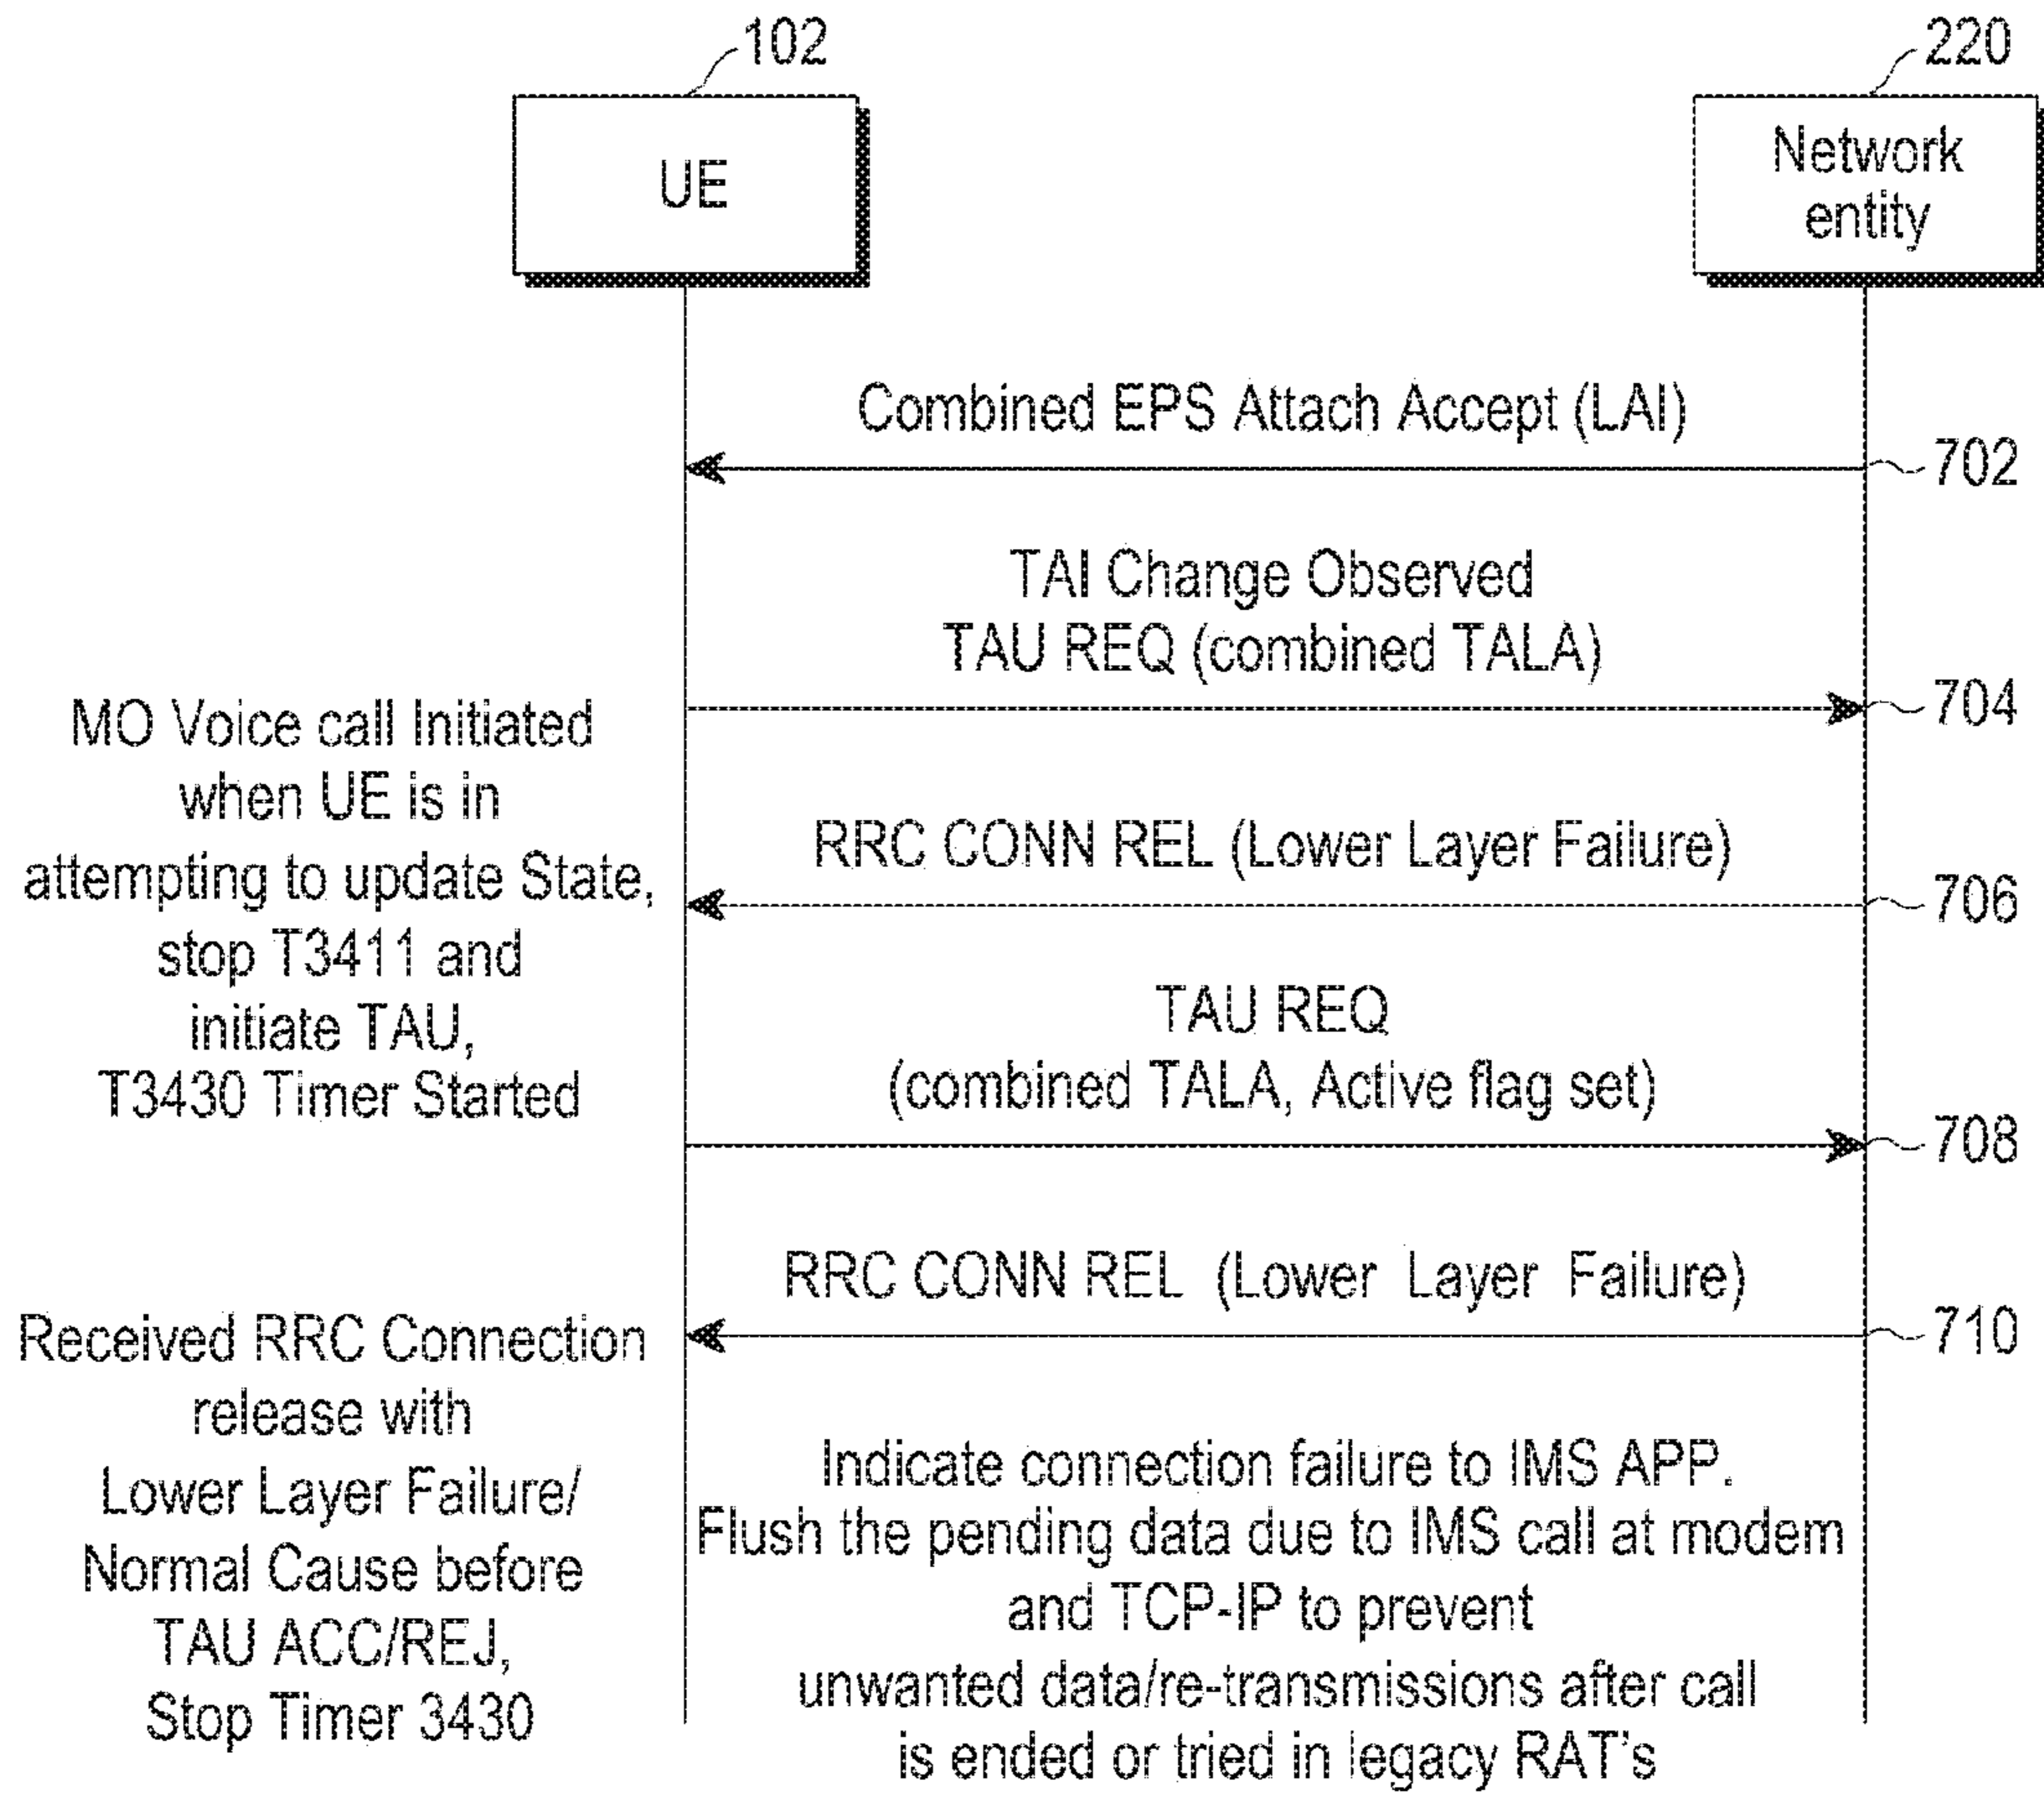 102
220
UE
Network
entity
Combined EPS Attach Accept (LAI)
702
TAI Change Observed
TAU REQ (combined TALA)
704
MO Voice call Initiated
when UE is in
attempting to update State,
stop T3411 and
initiate TAU,
T3430 Timer Started
RRC CONN REL (Lower Layer Failure)
706
TAU REQ
(combined TALA, Active flag set)
708
RRC CONN REL (Lower Layer Failure)
710
Received RRC Connection
release with
Lower Layer Failure/
Normal Cause before
TAU ACC/REJ,
Stop Timer 3430
Indicate connection failure to IMS APP.
Flush the pending data due to IMS call at modem
and TCP-IP to prevent
unwanted data/re-transmissions after call
is ended or tried in legacy RAT's